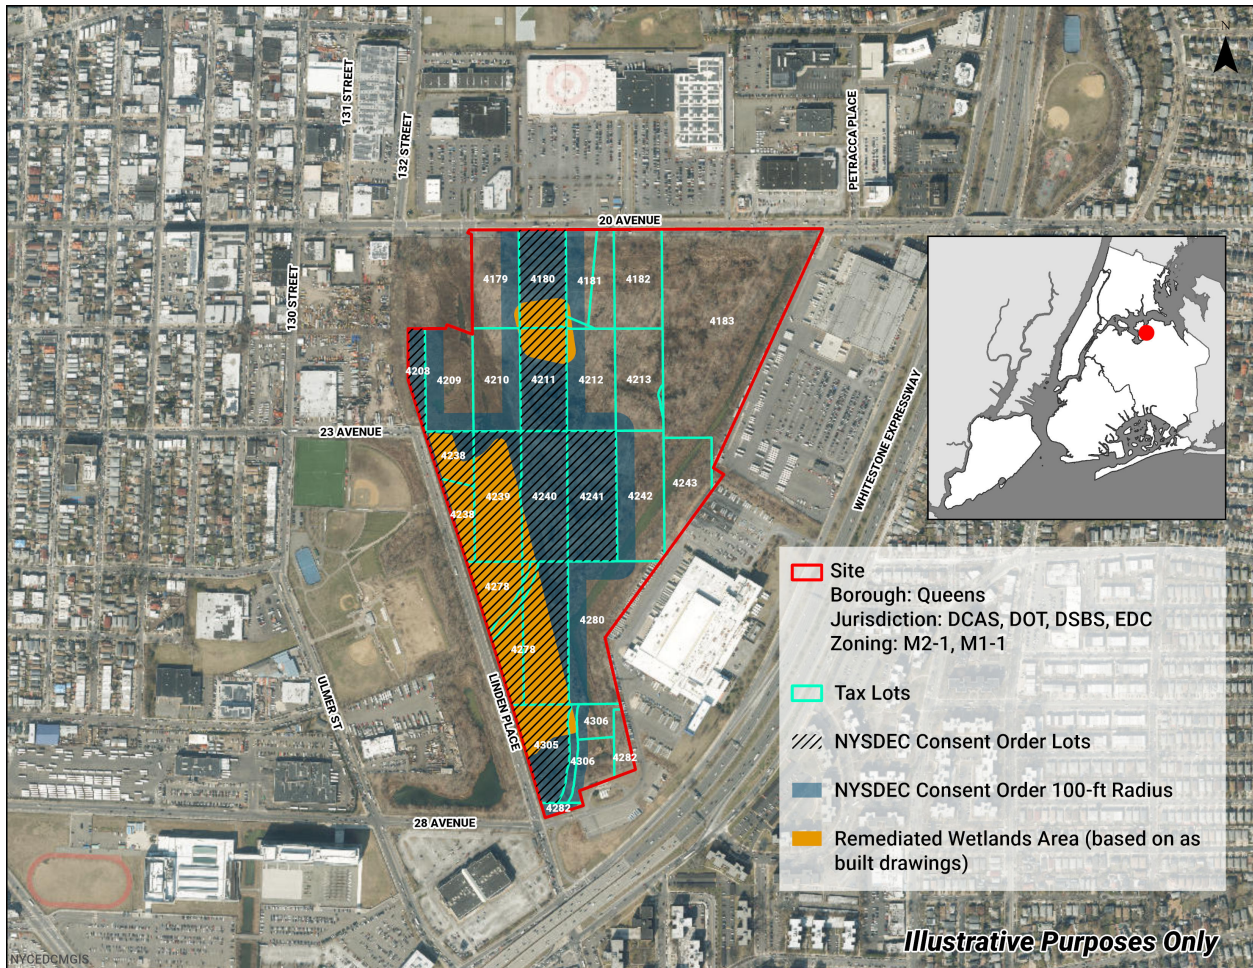 N
131 STREET
132 STREET
PETRACCA PLACE
20 AVENUE
130 STREET
4179
4180
4181
4182
4183
4208
4209
4210
4211
4212
4213
23 AVENUE
WHITESTONE EXPRESSWAY
4238
4239
4240
4241
4242
4243
4238
4279
4278
4280
ULMER ST
LINDEN PLACE
4305
4306
4306
4282
4282
28 AVENUE
Site
Borough: Queens
Jurisdiction: DCAS, DOT, DSBS, EDC
Zoning: M2-1, M1-1
Tax Lots
NYSDEC Consent Order Lots
NYSDEC Consent Order 100-ft Radius
Remediated Wetlands Area (based on as
built drawings)
Illustrative Purposes Only
NYCEDCMGIS